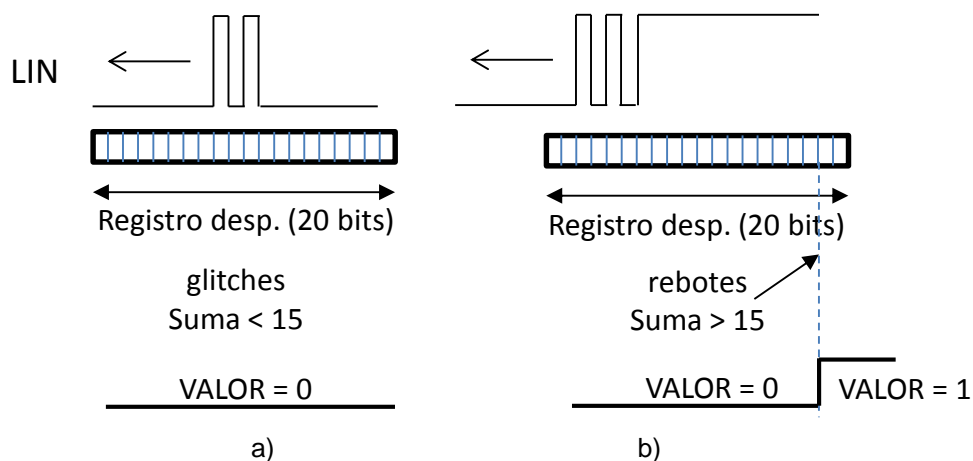 LIN
Registro desp. (20 bits)
glitches
Suma < 15
VALOR = 0
a)
Registro desp. (20 bits)
rebotes
Suma > 15
VALOR = 0
VALOR = 1
b)